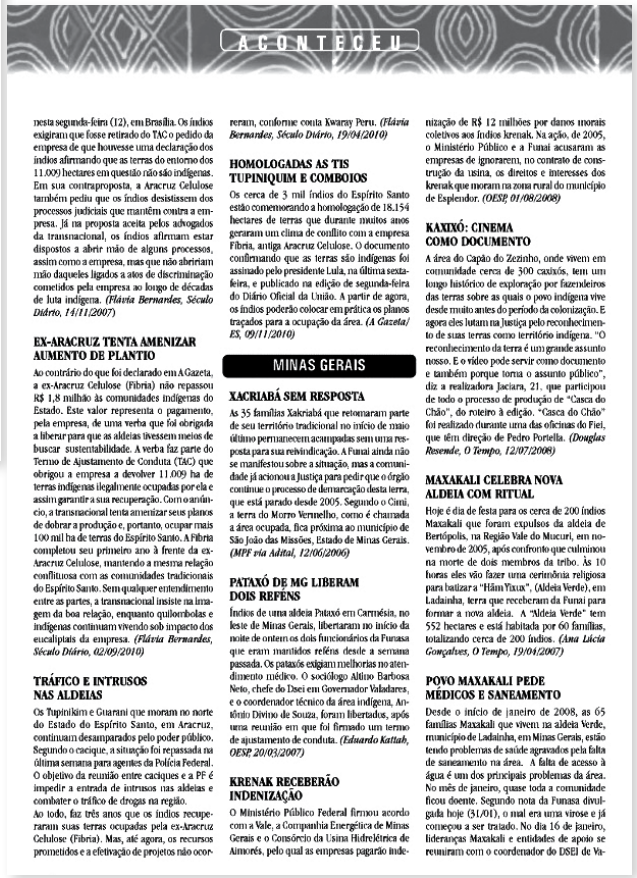 ACONTECEU
nesta segunda-feira (12), em Brasília. Os índios
exigiram que fosse retirado do TAC o pedido da
empresa de que houvesse uma declaração dos
índios afirmando que as terras do entorno dos
11.009 hectares em questão não são indígenas.
Em sua contraproposta, a Aracruz Celulose
também pediu que os índios desistissem dos
processos judiciais que mantêm contra a em-
presa. Já na proposta aceita pelos advogados
da transnacional, os índios afirmam estar
dispostos a abrir mão de alguns processos,
assim como a empresa, mas que não abririam
mão daqueles ligados a atos de discriminação
cometidos pela empresa ao longo de décadas
de luta indígena. (Flávia Bernardes, Século
Diário, 14/11/2007)
EX-ARACRUZ TENTA AMENIZAR
AUMENTO DE PLANTIO
Ao contrário do que foi declarado em A Gazeta,
a ex-Aracruz Celulose (Fibria) não repassou
R$ 1,8 milhão às comunidades indígenas do
Estado. Este valor representa o pagamento,
pela empresa, de uma verba que foi obrigada
a liberar para que as aldeias tivessem meios de
buscar sustentabilidade. A verba faz parte do
Termo de Ajustamento de Conduta (TAC) que
obrigou a empresa a devolver 11.009 ha de
terras indígenas ilegalmente ocupadas por ela e
assim garantir a sua recuperação. Com o anún-
cio, a transnacional tenta amenizar seus planos
de dobrar a produção e, portanto, ocupar mais
100 mil ha de terras do Espírito Santo. A Fibria
completou seu primeiro ano à frente da ex-
Aracruz Celulose, mantendo a mesma relação
conflituosa com as comunidades tradicionais
do Espírito Santo. Sem qualquer entendimento
entre as partes, a transnacional insiste na ima-
gem da boa relação, enquanto quilombolas e
indígenas continuam vivendo sob impacto dos
eucaliptais da empresa. (Flávia Bernardes,
Século Diário, 02/09/2010)
TRÁFICO E INTRUSOS
NAS ALDEIAS
Os Tupinikim e Guarani que moram no norte
do Estado do Espírito Santo, em Aracruz,
continuam desamparados pelo poder público.
Segundo o cacique, a situação foi repassada na
última semana para agentes da Polícia Federal.
O objetivo da reunião entre caciques e a PF é
impedir a entrada de intrusos nas aldeias e
combater o tráfico de drogas na região.
Ao todo, faz três anos que os índios recupe-
raram suas terras ocupadas pela ex-Aracruz
Celulose (Fibria). Mas, até agora, os recursos
prometidos e a efetivação de projetos não ocor-
reram, conforme conta Kwaray Peru. (Flávia
Bernardes, Século Diário, 19/04/2010)
HOMOLOGADAS AS TIS
TUPINIQUIM E COMBOIOS
Os cerca de 3 mil índios do Espírito Santo
estão comemorando a homologação de 18.154
hectares de terras que durante muitos anos
geraram um clima de conflito com a empresa
Fibria, antiga Aracruz Celulose. O documento
confirmando que as terras são indígenas foi
assinado pelo presidente Lula, na última sexta-
feira, e publicado na edição de segunda-feira
do Diário Oficial da União. A partir de agora,
os índios poderão colocar em prática os planos
traçados para a ocupação da área. (A Gazeta/
ES, 09/11/2010)
MINAS GERAIS
XACRIABÁ SEM RESPOSTA
As 35 famílias Xakriabá que retomaram parte
de seu território tradicional no início de maio
último permanecem acampadas sem uma res-
posta para sua reivindicação. A Funai ainda não
se manifestou sobre a situação, mas a comuni-
dade já acionou a Justiça para pedir que o órgão
continue o processo de demarcação desta terra,
que está parado desde 2005. Segundo o Cimi,
a terra do Morro Vermelho, como é chamada
a área ocupada, fica próxima ao município de
São João das Missões, Estado de Minas Gerais.
(MPF via Adital, 12/06/2006)
PATAXÓ DE MG LIBERAM
DOIS REFÉNS
Índios de uma aldeia Pataxó em Carmésia, no
leste de Minas Gerais, libertaram no início da
noite de ontem os dois funcionários da Funasa
que eram mantidos reféns desde a semana
passada. Os pataxós exigiam melhorias no aten-
dimento médico. O sociólogo Altino Barbosa
Neto, chefe do Dsei em Governador Valadares,
e o coordenador técnico da área indígena, An-
tônio Divino de Souza, foram libertados, após
uma reunião em que foi firmado um termo
de ajustamento de conduta. (Eduardo Kattah,
OESP, 20/03/2007)
KRENAK RECEBERÃO
INDENIZAÇÃO
O Ministério Público Federal firmou acordo
com a Vale, a Companhia Energética de Minas
Gerais e o Consórcio da Usina Hidrelétrica de
Aimorés, pelo qual as empresas pagarão inde-
nização de R$ 12 milhões por danos morais
coletivos aos índios krenak. Na ação, de 2005,
o Ministério Público e a Funai acusaram as
empresas de ignorarem, no contrato de cons-
trução da usina, os direitos e interesses dos
krenak que moram na zona rural do município
de Esplendor. (OESP, 01/08/2008)
KAXIXÓ: CINEMA
COMO DOCUMENTO
A área do Capão do Zezinho, onde vivem em
comunidade cerca de 300 caxixós, tem um
longo histórico de exploração por fazendeiros
das terras sobre as quais o povo indígena vive
desde muito antes do período da colonização. E
agora eles lutam na Justiça pelo reconhecimen-
to de suas terras como território indígena. "O
reconhecimento da terra é um grande assunto
nosso. E o vídeo pode servir como documento
e também porque torna o assunto público",
diz a realizadora Jaciara, 21, que participou
de todo o processo de produção de "Casca do
Chão", do roteiro à edição. "Casca do Chão"
foi realizado durante uma das oficinas do Fiei,
que têm direção de Pedro Portella. (Douglas
Resende, O Tempo, 12/07/2008)
MAXAKALI CELEBRA NOVA
ALDEIA COM RITUAL
Hoje é dia de festa para os cerca de 200 índios
Maxakali que foram expulsos da aldeia de
Bertópolis, na Região Vale do Mucuri, em no-
vembro de 2005, após confronto que culminou
na morte de dois membros da tribo. Às 10
horas eles vão fazer uma cerimônia religiosa
para batizar a "Hãm Yixux", (Aldeia Verde), em
Ladainha, terra que receberam da Funai para
formar a nova aldeia. A "Aldeia Verde" tem
552 hectares e está habitada por 60 famílias,
totalizando cerca de 200 índios. (Ana Lúcia
Gonçalves, O Tempo, 19/04/2007)
POVO MAXAKALI PEDE
MÉDICOS E SANEAMENTO
Desde o início de janeiro de 2008, as 65
famílias Maxakali que vivem na aldeia Verde,
município de Ladainha, em Minas Gerais, estão
tendo problemas de saúde agravados pela falta
de saneamento na área. A falta de acesso à
água é um dos principais problemas da área.
No mês de janeiro, quase toda a comunidade
ficou doente. Segundo nota da Funasa divul-
gada hoje (31/01), o mal era uma virose e já
começou a ser tratado. No dia 16 de janeiro,
lideranças Maxakali e entidades de apoio se
reuniram com o coordenador do DSEI de Va-